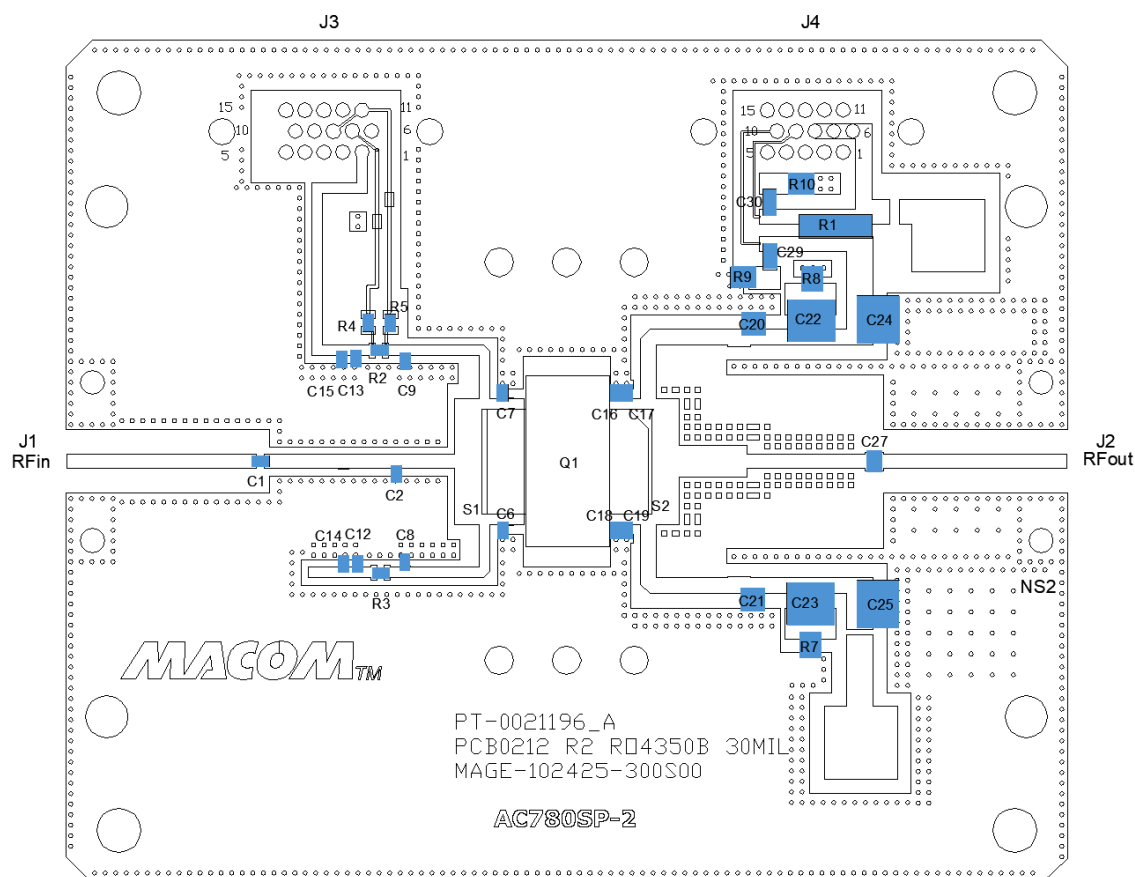 J3
J4
15
11
10
6
5
1
15
11
10
6
5
1
R10
C30
R1
C29
R9
R8
C20
C22
C24
R5
R4
R2
C15
C13
C9
C7
C16
C17
J1
RFin
C1
C2
Q1
C27
J2
RFout
S1
S2
C6
C18
C19
C14
C12
C8
R3
C21
C23
C25
NS2
R7
MACOM™
PT-0021196_A
PCB0212 R2 R□4350B 30MIL
MAGE-102425-300S00
AC780SP-2